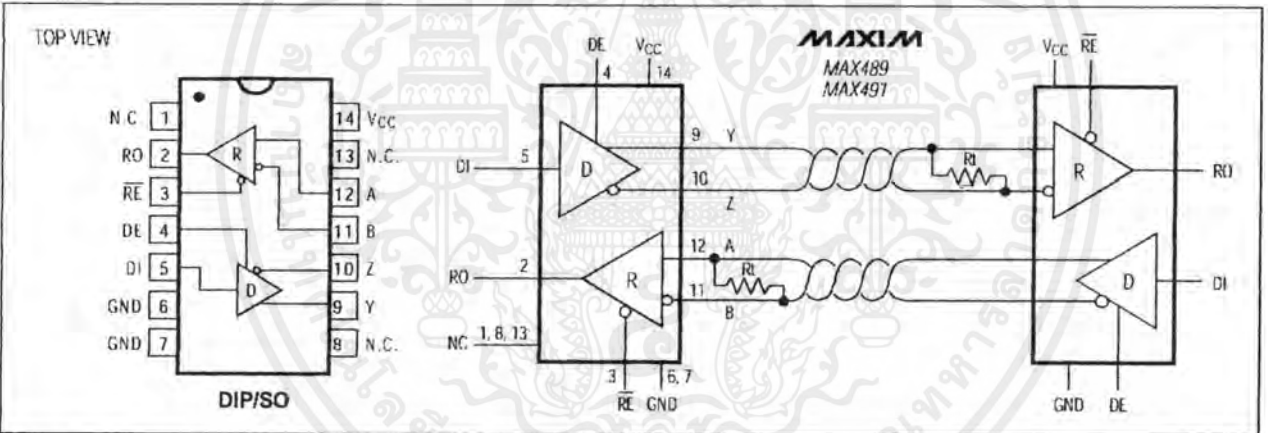 TOP VIEW
N.C. 1
RO 2
RE 3
DE 4
DI 5
GND 6
GND 7
14 VCC
13 N.C.
12 A
11 B
10 Z
9 Y
8 N.C.
R
D
DIP/SO
DE
4
VCC
14
MAXIM
MAX489
MAX491
DI
5
D
9 Y
10
Z
Rt
RO
2
R
12 A
11
B
Rt
NC 1, 8, 13
3
RE
6, 7
GND
VCC
RE
R
RO
D
DI
GND
DE